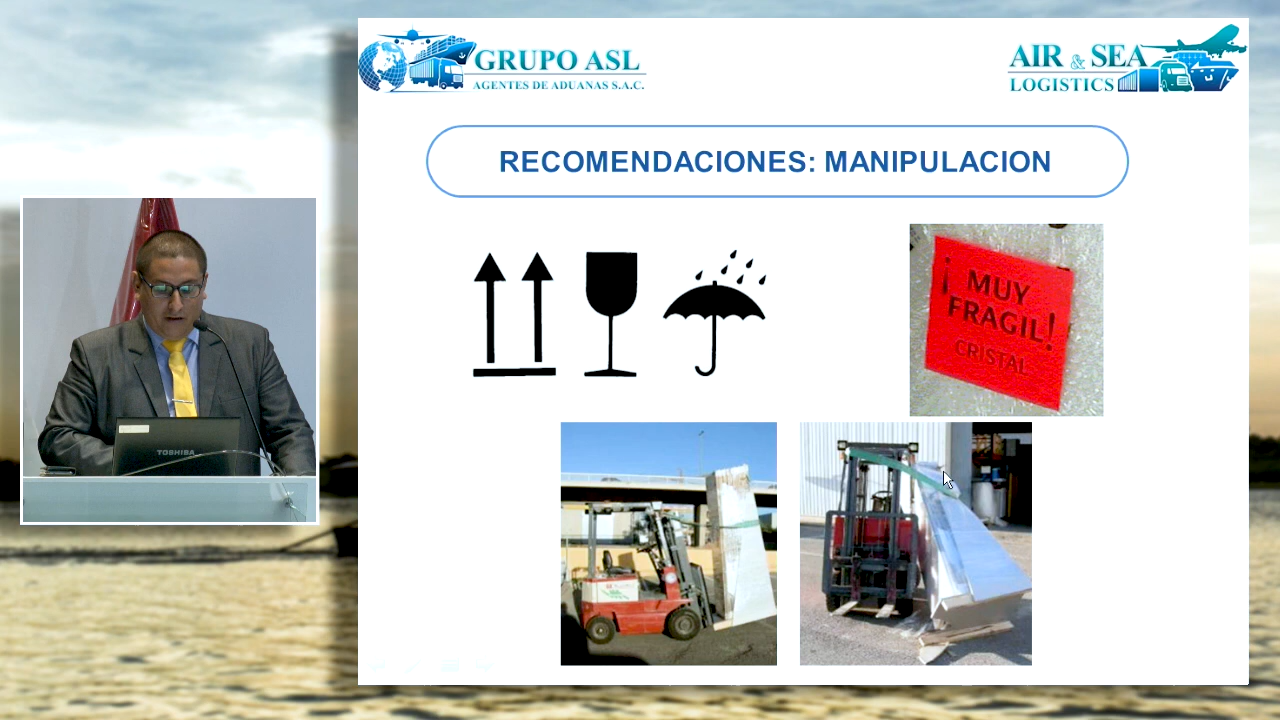 GRUPO ASL
AGENTES DE ADUANAS S.A.C.
AIR & SEA
LOGISTICS
RECOMENDACIONES: MANIPULACION
¡MUY
FRAGIL!
CRISTAL
TOSHIBA